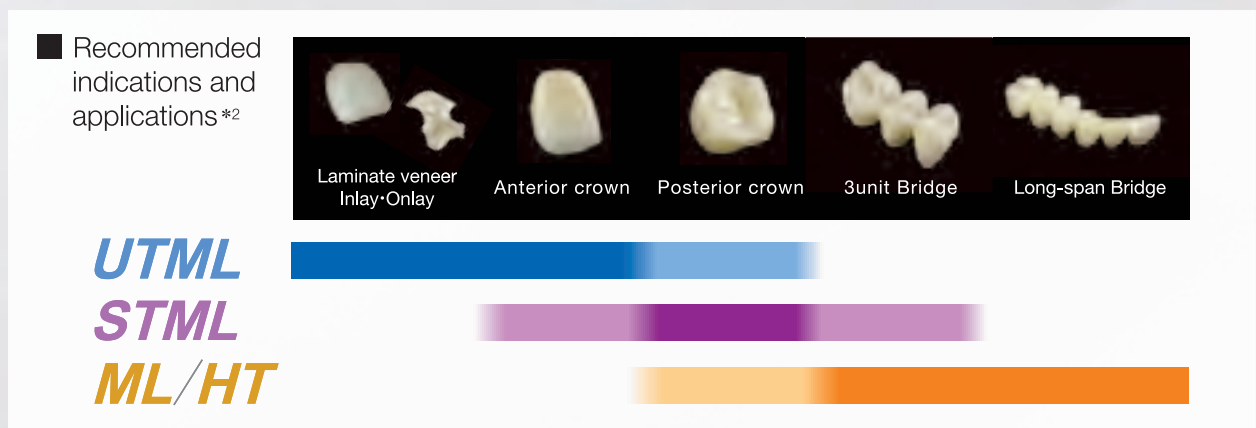 Recommended
indications and
applications*2
Laminate veneer
Inlay・Onlay
Anterior crown
Posterior crown
3unit Bridge
Long-span Bridge
UTML
STML
ML/HT